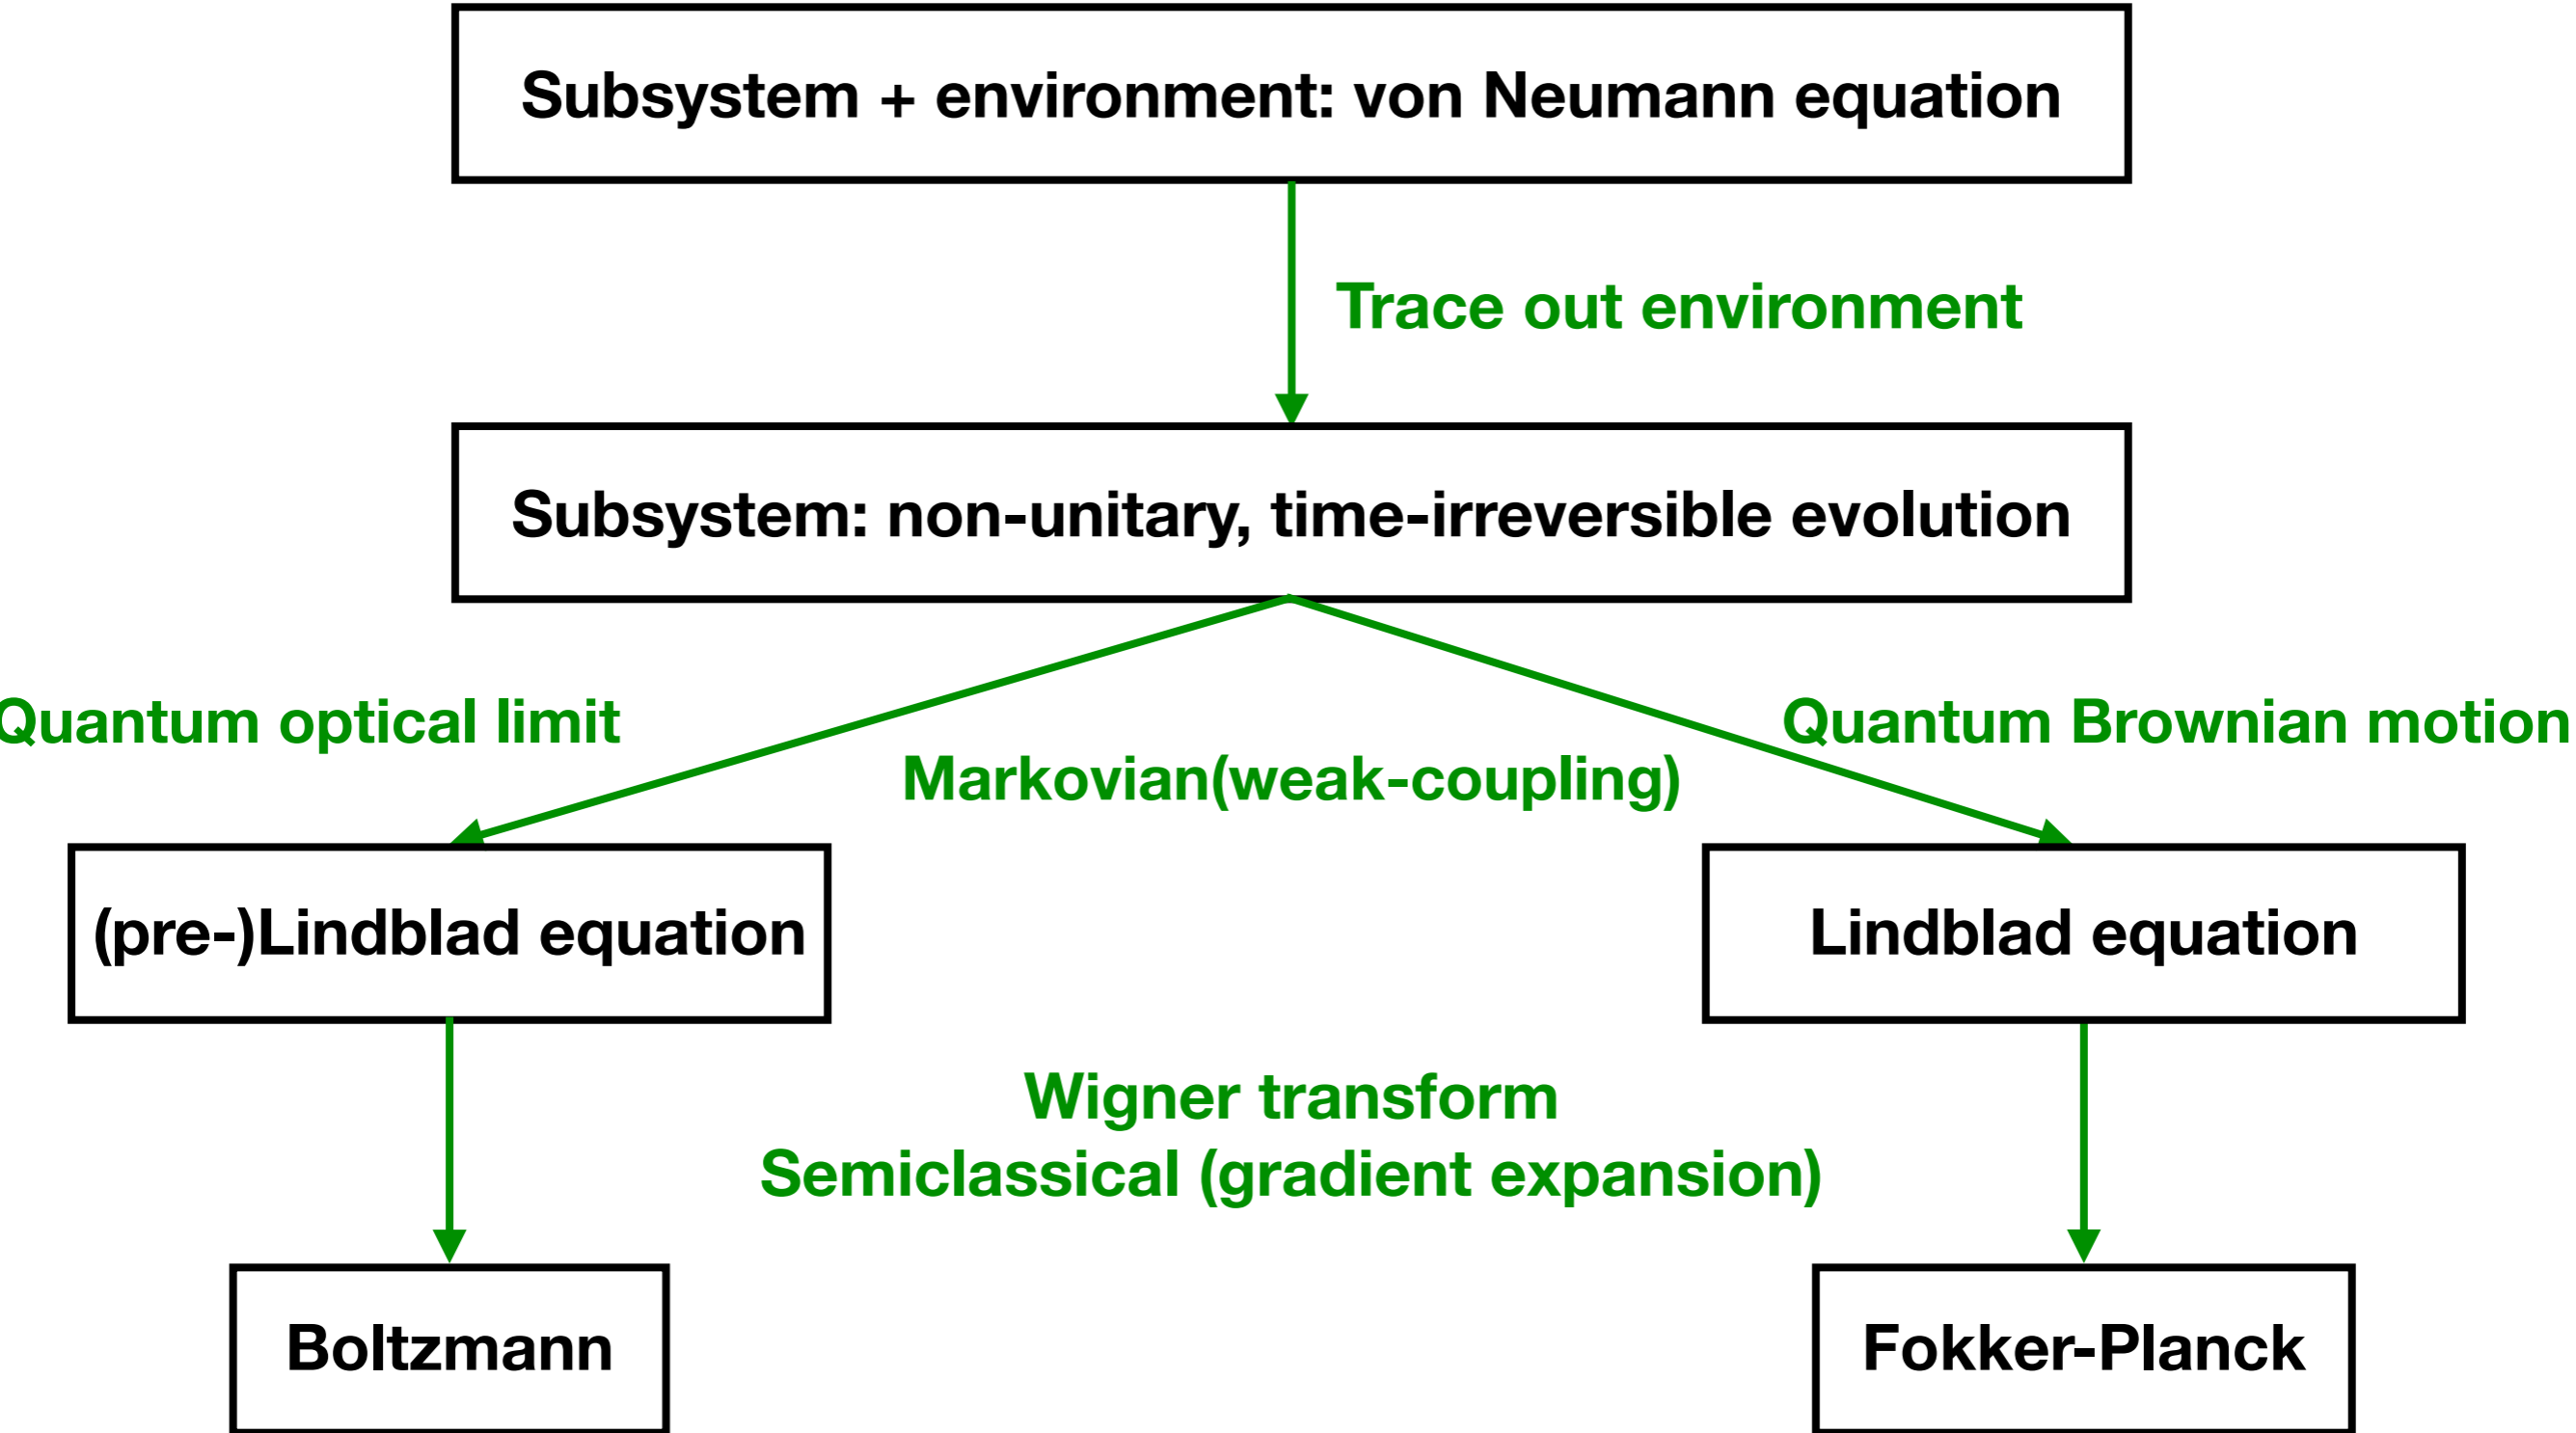 Subsystem + environment: von Neumann equation
Trace out environment
Subsystem: non-unitary, time-irreversible evolution
Quantum optical limit
Quantum Brownian motion
Markovian(weak-coupling)
(pre-)Lindblad equation
Lindblad equation
Wigner transform
Semiclassical (gradient expansion)
Boltzmann
Fokker-Planck